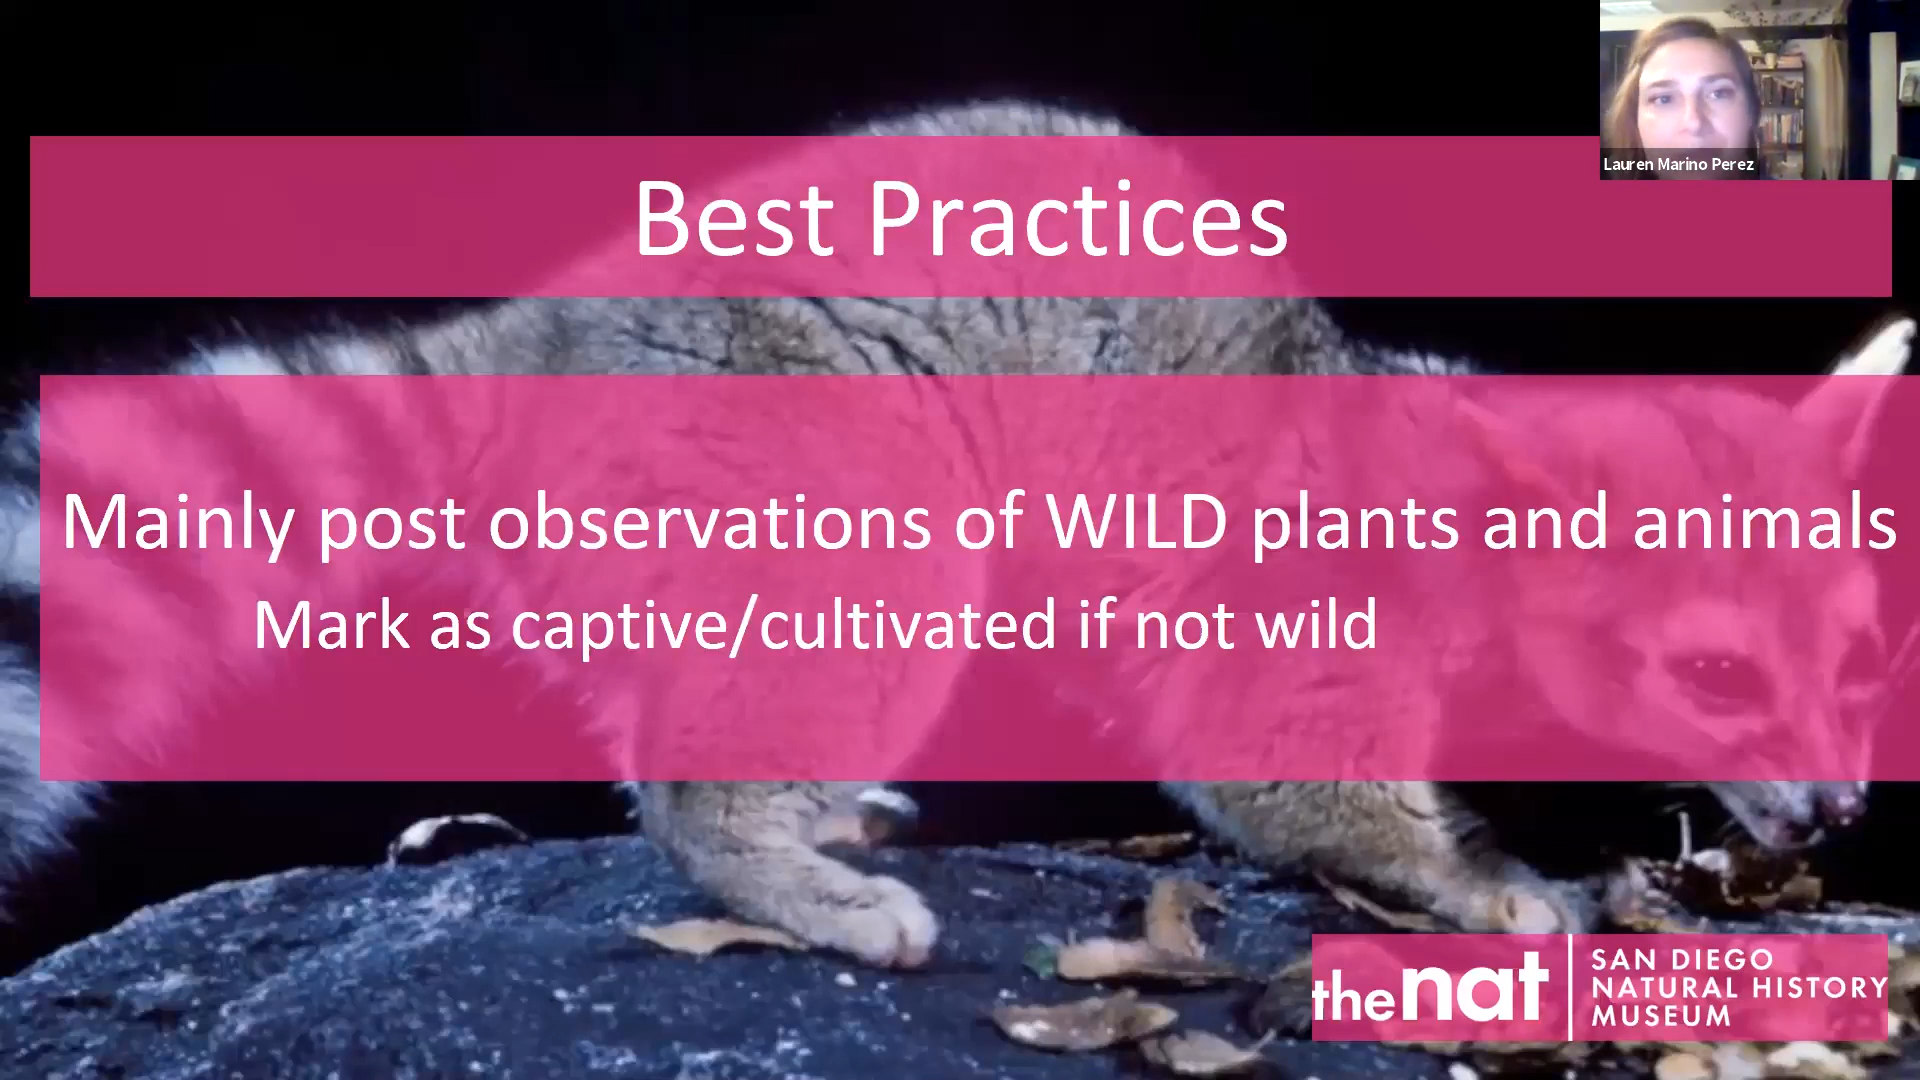 Lauren Marino Perez
Best Practices
Mainly post observations of WILD plants and animals
Mark as captive/cultivated if not wild
thenat
SAN DIEGO
NATURAL HISTORY
MUSEUM